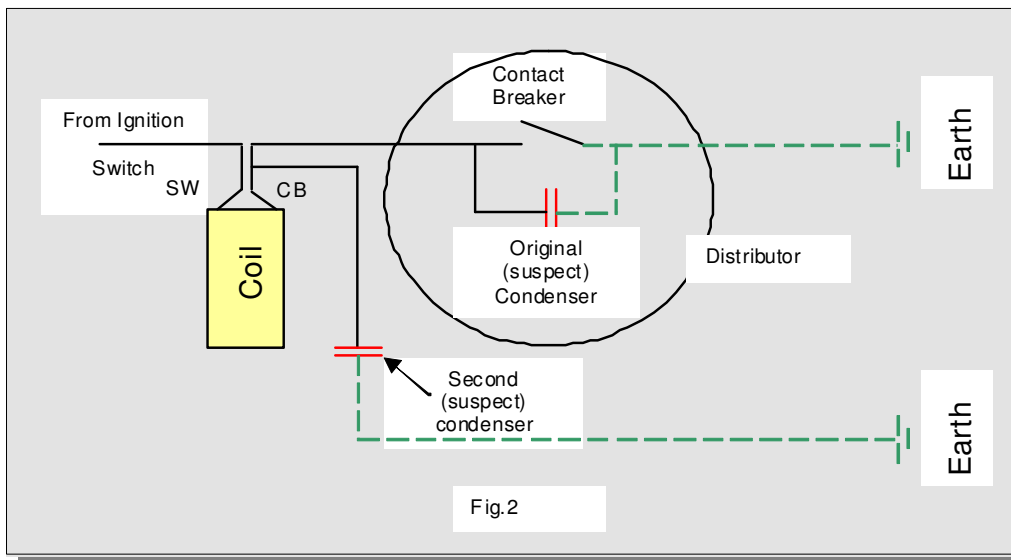 From Ignition
Switch
SW
CB
Coil
Contact
Breaker
Original
(suspect)
Condenser
Distributor
Earth
Second
(suspect)
condenser
Earth
Fig.2